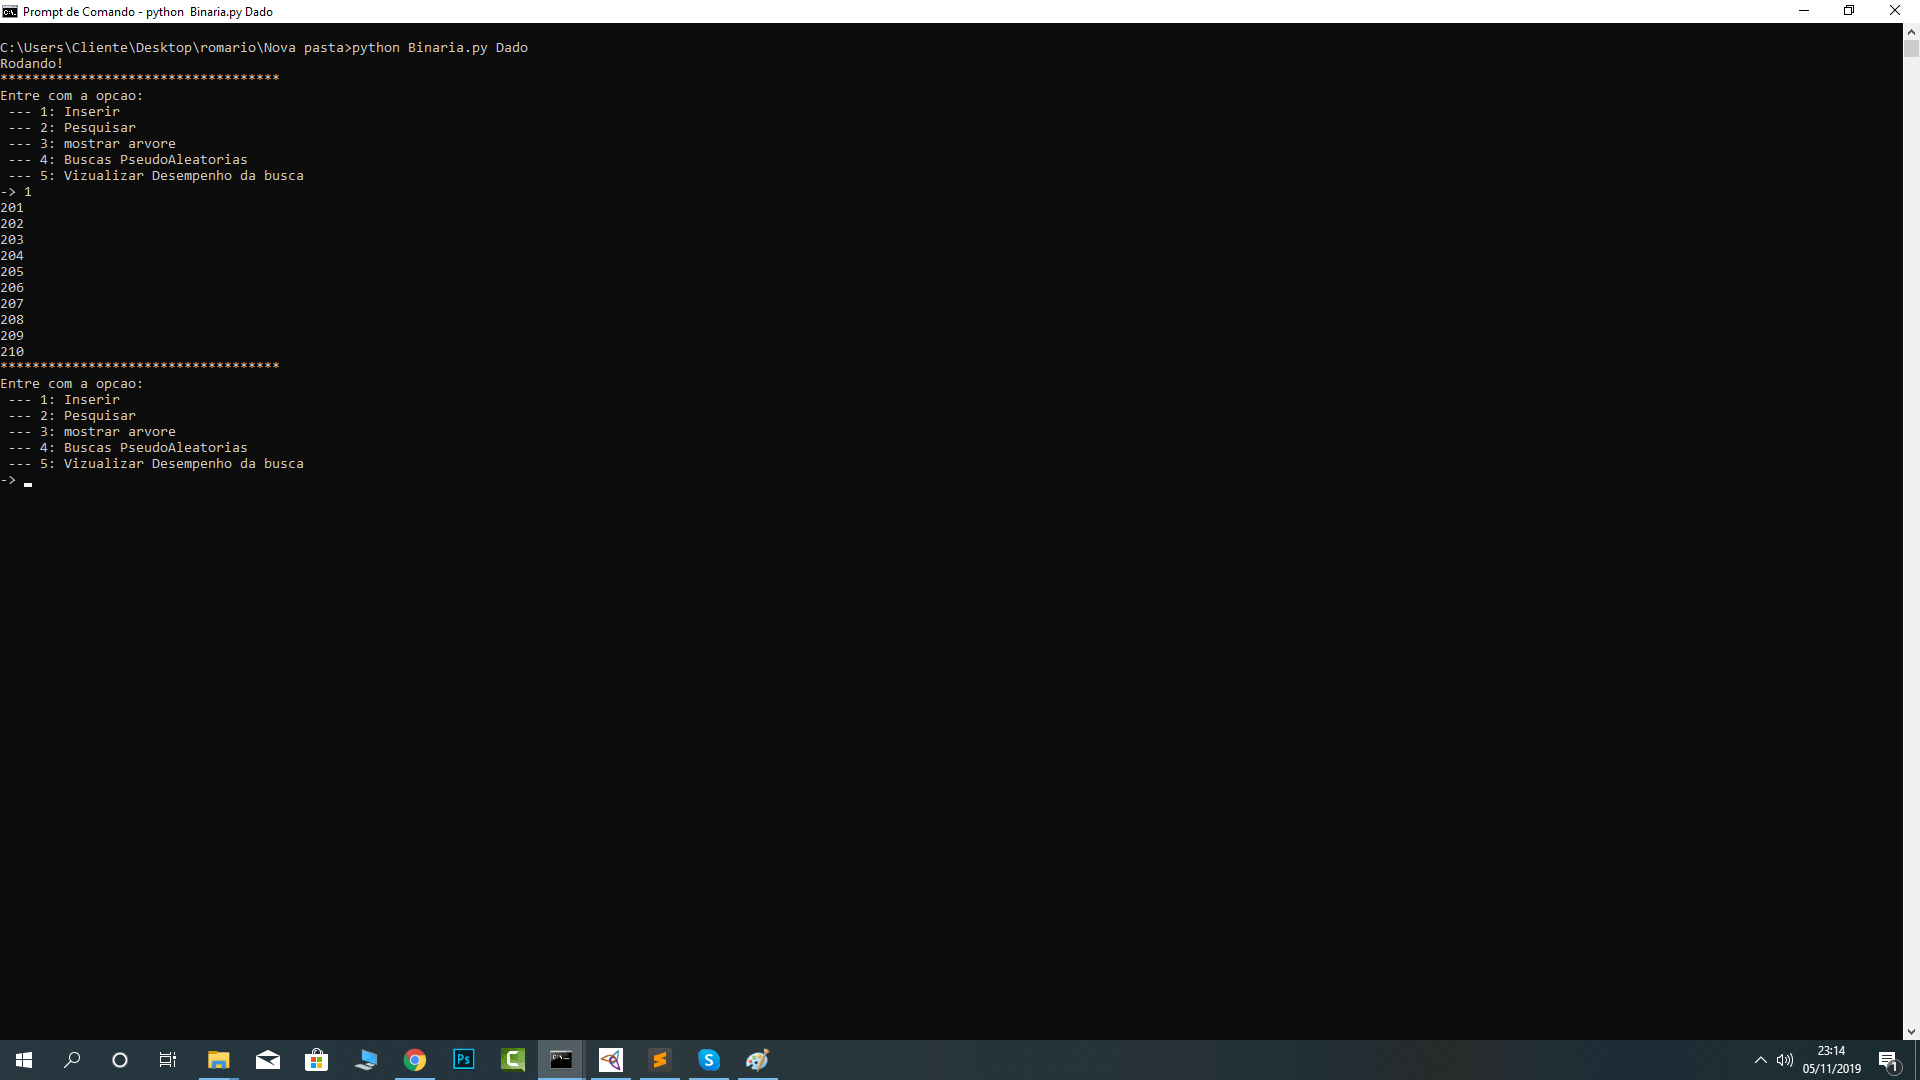 Prompt de Comando - python  Binaria.py Dado
C:\Users\Cliente\Desktop\romario\Nova pasta>python Binaria.py Dado
Rodando!
***********************************
Entre com a opcao:
 --- 1: Inserir
 --- 2: Pesquisar
 --- 3: mostrar arvore
 --- 4: Buscas PseudoAleatorias
 --- 5: Vizualizar Desempenho da busca
-> 1
201
202
203
204
205
206
207
208
209
210
***********************************
Entre com a opcao:
 --- 1: Inserir
 --- 2: Pesquisar
 --- 3: mostrar arvore
 --- 4: Buscas PseudoAleatorias
 --- 5: Vizualizar Desempenho da busca
->
Ps
23:14
05/11/2019
1